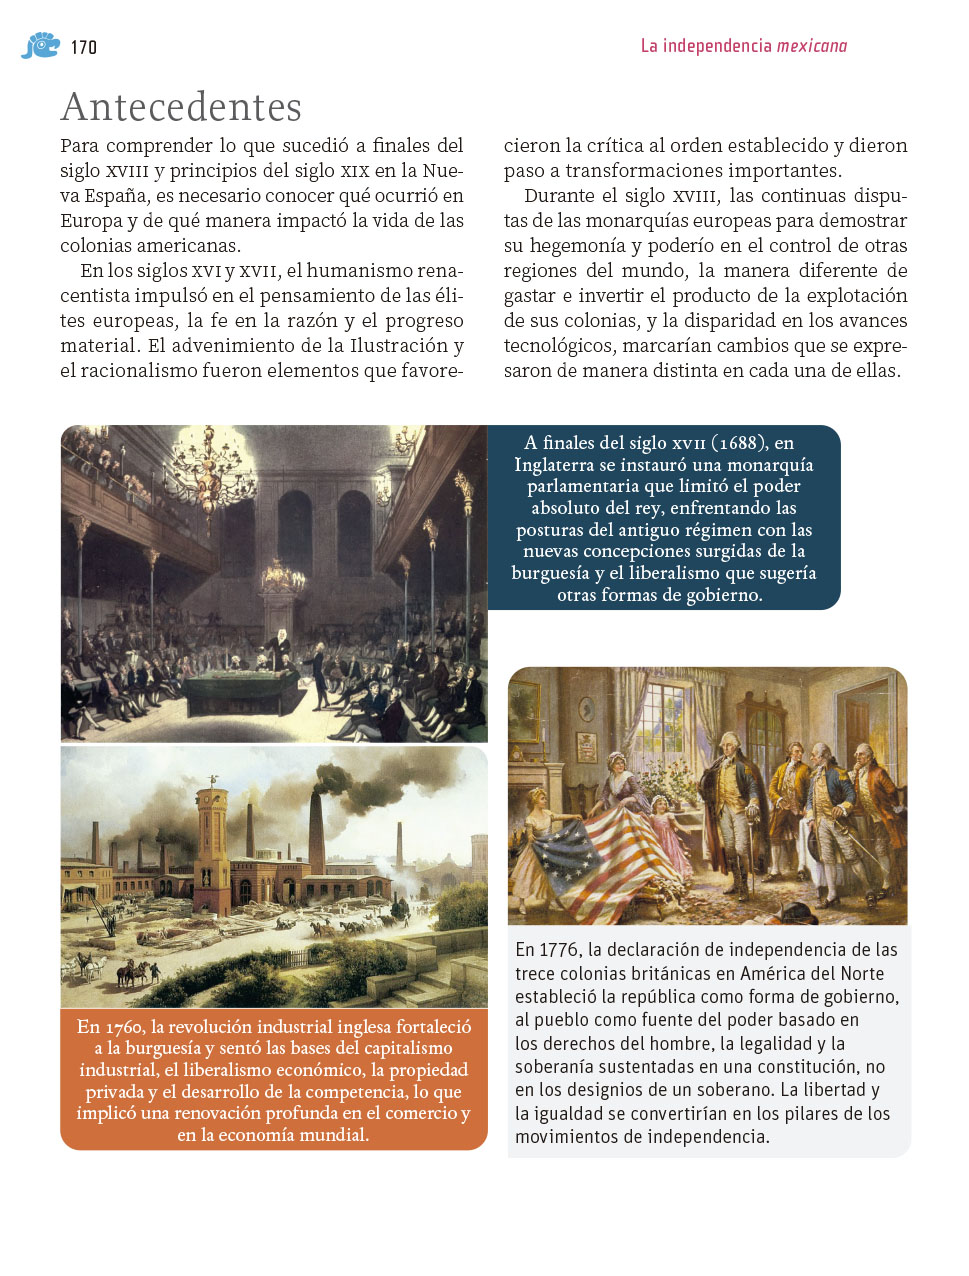 170
La independencia mexicana
Antecedentes
Para comprender lo que sucedió a finales del
siglo XVIII y principios del siglo XIX en la Nue-
va España, es necesario conocer qué ocurrió en
Europa y de qué manera impactó la vida de las
colonias americanas.
En los siglos XVI y XVII, el humanismo rena-
centista impulsó en el pensamiento de las éli-
tes europeas, la fe en la razón y el progreso
material. El advenimiento de la Ilustración y
el racionalismo fueron elementos que favore-
cieron la crítica al orden establecido y dieron
paso a transformaciones importantes.
Durante el siglo XVIII, las continuas dispu-
tas de las monarquías europeas para demostrar
su hegemonía y poderío en el control de otras
regiones del mundo, la manera diferente de
gastar e invertir el producto de la explotación
de sus colonias, y la disparidad en los avances
tecnológicos, marcarían cambios que se expre-
saron de manera distinta en cada una de ellas.
A finales del siglo XVII (1688), en
Inglaterra se instauró una monarquía
parlamentaria que limitó el poder
absoluto del rey, enfrentando las
posturas del antiguo régimen con las
nuevas concepciones surgidas de la
burguesía y el liberalismo que sugería
otras formas de gobierno.
En 1760, la revolución industrial inglesa fortaleció
a la burguesía y sentó las bases del capitalismo
industrial, el liberalismo económico, la propiedad
privada y el desarrollo de la competencia, lo que
implicó una renovación profunda en el comercio y
en la economía mundial.
En 1776, la declaración de independencia de las
trece colonias británicas en América del Norte
estableció la república como forma de gobierno,
al pueblo como fuente del poder basado en
los derechos del hombre, la legalidad y la
soberanía sustentadas en una constitución, no
en los designios de un soberano. La libertad y
la igualdad se convertirían en los pilares de los
movimientos de independencia.